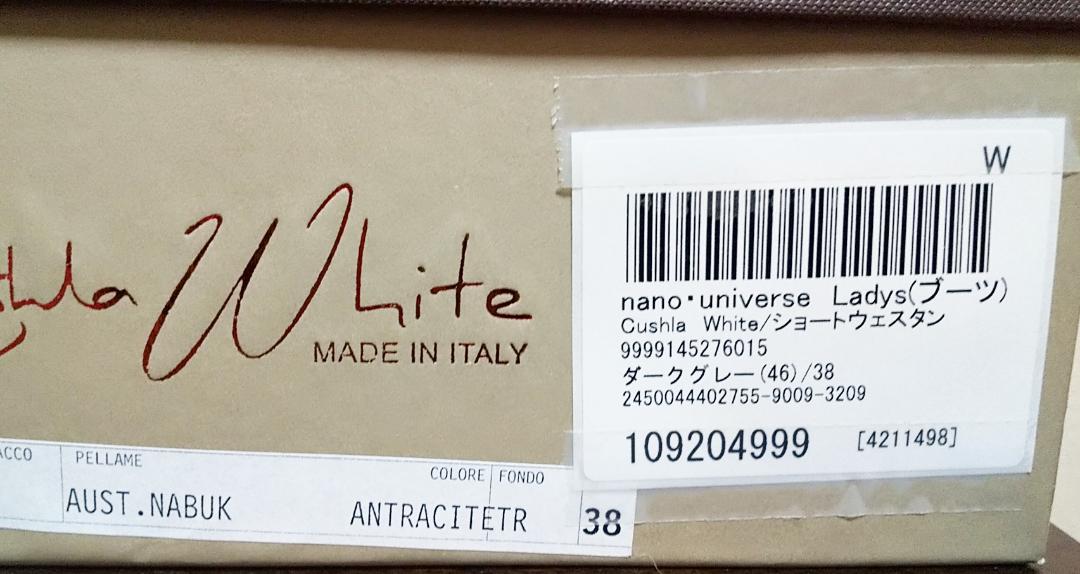 White
MADE IN ITALY
W
nano・universe Ladys(ブーツ)
Cushla White/ショートウェスタン
9999145276015
ダークグレー(46)/38
2450044402755-9009-3209
109204999 [4211498]
PELLAME COLORE FONDO
AUST.NABUK ANTRACITETR 38